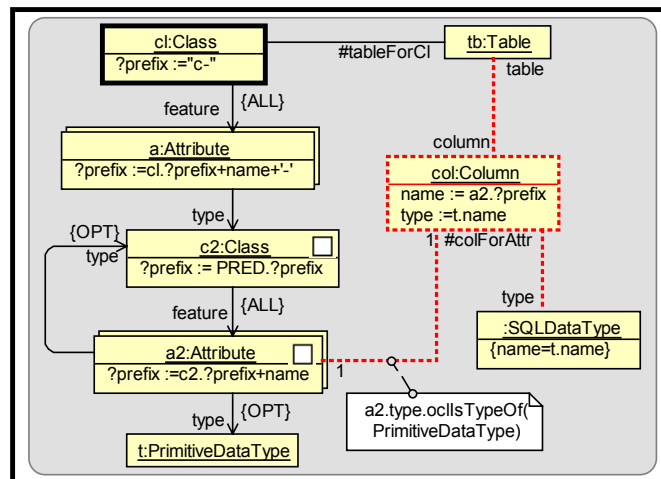 cl:Class
?prefix :="c-"
#tableForCl
tb:Table
table
feature
{ALL}
a:Attribute
?prefix :=cl.?prefix+name+'-'
column
col:Column
name := a2.?prefix
type :=t.name
type
{OPT}
type
c2:Class
?prefix := PRED.?prefix
1
#colForAttr
feature
{ALL}
type
:SQLDataType
{name=t.name}
a2:Attribute
?prefix :=c2.?prefix+name
1
type
{OPT}
a2.type.oclIsTypeOf(
PrimitiveDataType)
t:PrimitiveDataType